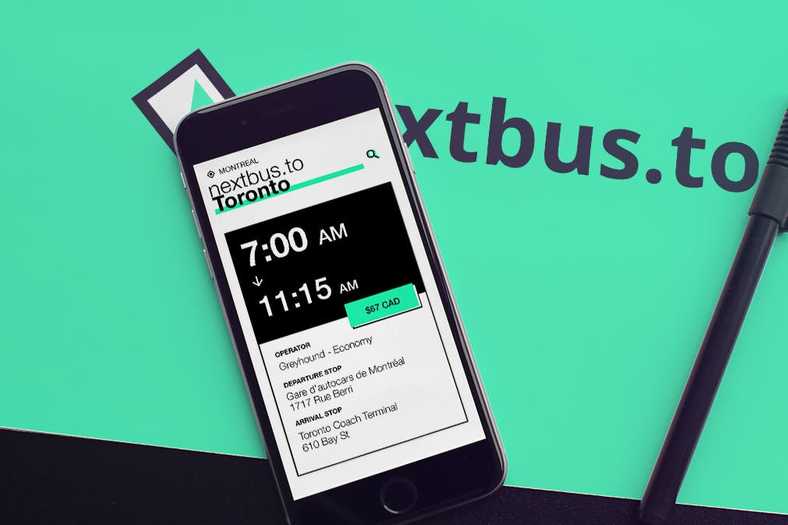 extbus.to
MONTREAL
nextbus.to
Toronto
7:00 AM
11:15 AM
$67 CAD
OPERATOR
Greyhound - Economy
DEPARTURE STOP
Gare d'autocars de Montréal
1717 Rue Berri
ARRIVAL STOP
Toronto Coach Terminal
610 Bay St